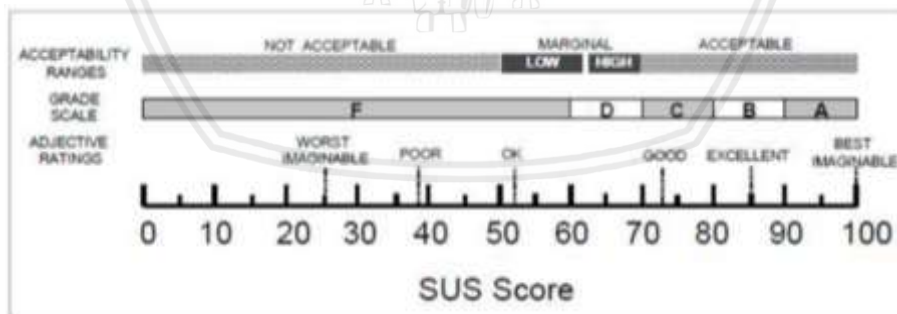 NOT ACCEPTABLE MARGINAL ACCEPTABLE
ACCEPTABILITY RANGES LOW HIGH
GRADE SCALE F D C B A
ADJECTIVE RATINGS WORST IMAGINABLE POOR OK GOOD EXCELLENT BEST IMAGINABLE
0 10 20 30 40 50 60 70 80 90 100
SUS Score